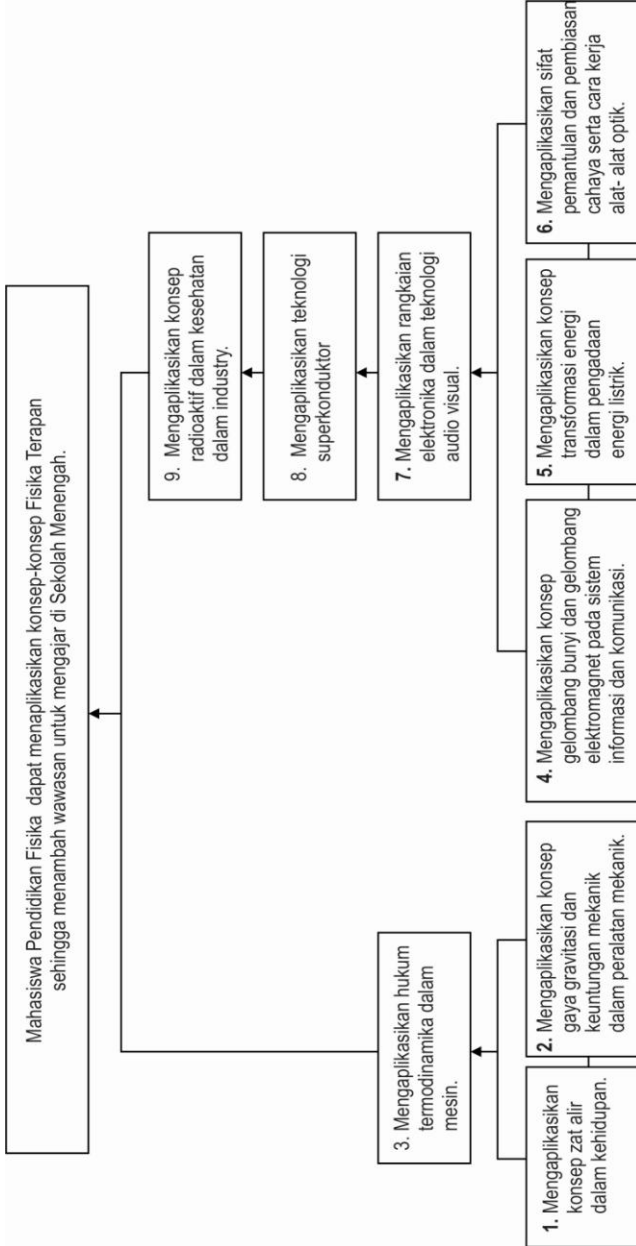 Mahasiswa Pendidikan Fisika dapat menaplikasikan konsep-konsep Fisika Terapan
sehingga menambah wawasan untuk mengajar di Sekolah Menengah.
9. Mengaplikasikan konsep
radioaktif dalam kesehatan
dalam industry.
8. Mengaplikasikan teknologi
superkonduktor
3. Mengaplikasikan hukum
termodinamika dalam
mesin.
7. Mengaplikasikan rangkaian
elektronika dalam teknologi
audio visual.
1. Mengaplikasikan
konsep zat alir
dalam kehidupan.
2. Mengaplikasikan konsep
gaya gravitasi dan
keuntungan mekanik
dalam peralatan mekanik.
4. Mengaplikasikan konsep
gelombang bunyi dan gelombang
elektromagnet pada sistem
informasi dan komunikasi.
5. Mengaplikasikan konsep
transformasi energi
dalam pengadaan
energi listrik.
6. Mengaplikasikan sifat
pemantulan dan pembiasan
cahaya serta cara kerja
alat- alat optik.